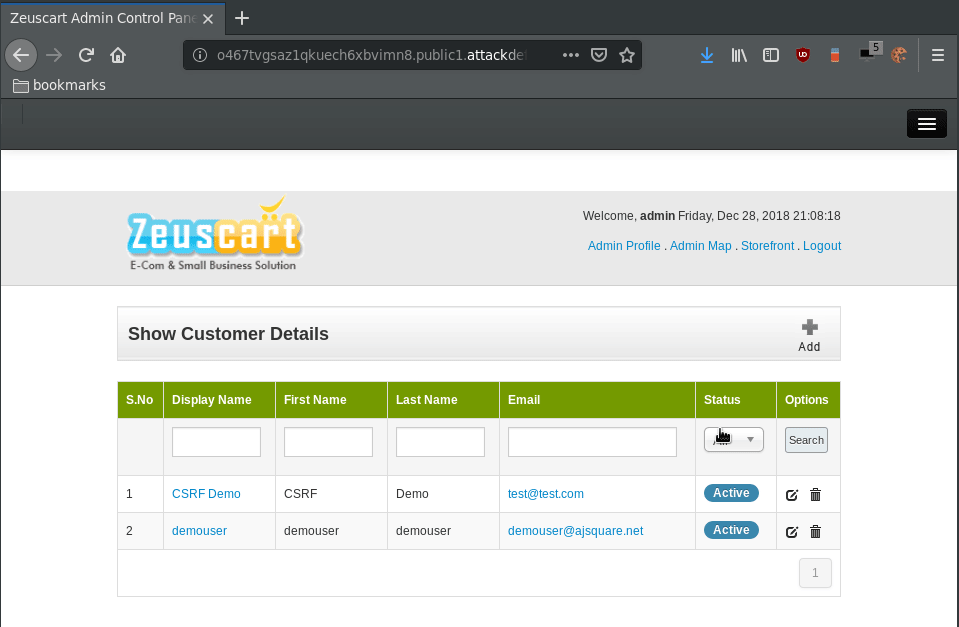 Zeuscart Admin Control Pane
o467tvgsaz1qkuech6xbvimn8.public1.attackde
5
bookmarks
Zeuscart
E-Com & Small Business Solution
Welcome, admin Friday, Dec 28, 2018 21:08:18
Admin Profile . Admin Map . Storefront . Logout
Show Customer Details
Add
S.No Display Name First Name Last Name Email Status Options
Search
1 CSRF Demo CSRF Demo test@test.com Active
2 demouser demouser demouser demouser@ajsquare.net Active
1